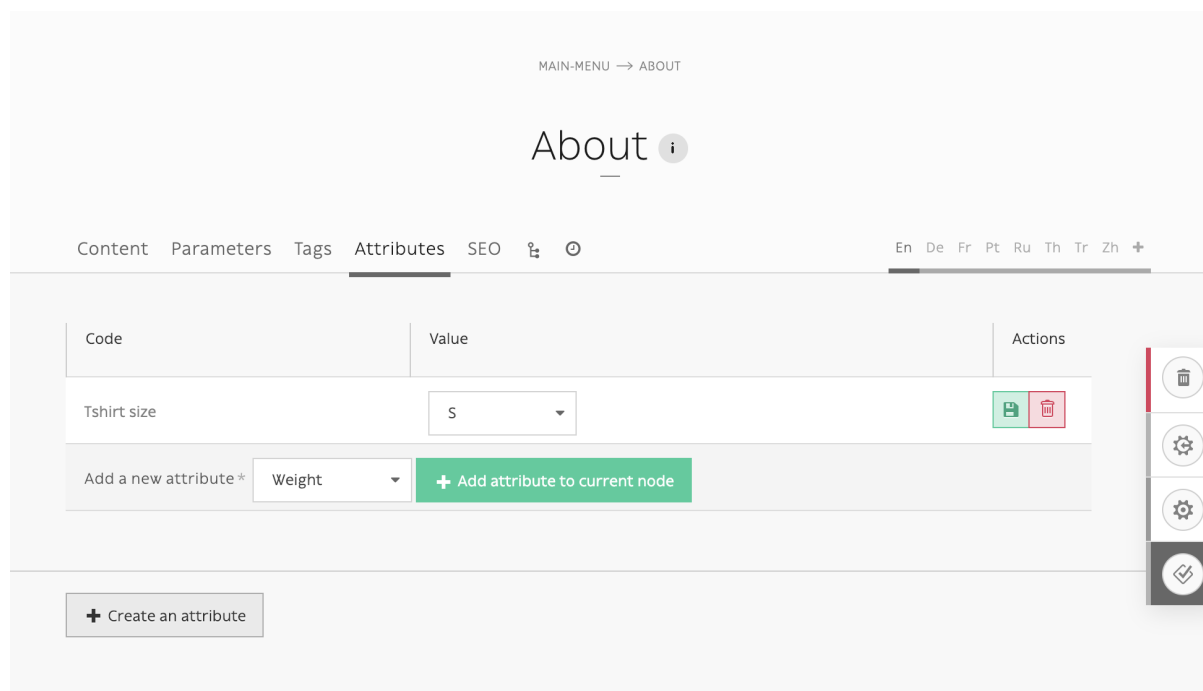 MAIN-MENU → ABOUT
About i
Content Parameters Tags Attributes SEO
En De Fr Pt Ru Th Tr Zh +
Code Value Actions
Tshirt size S
Add a new attribute * Weight + Add attribute to current node
+ Create an attribute